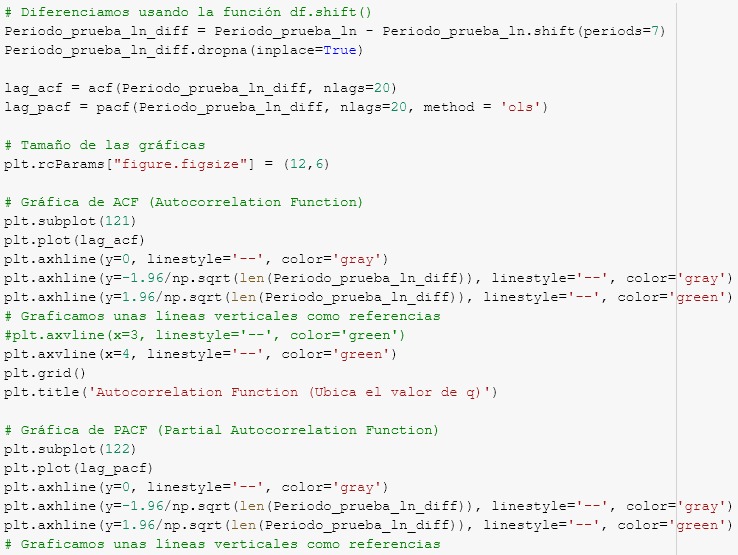 # Diferenciamos usando la función df.shift()
Periodo_prueba_ln_diff = Periodo_prueba_ln - Periodo_prueba_ln.shift(periods=7)
Periodo_prueba_ln_diff.dropna(inplace=True)
lag_acf = acf(Periodo_prueba_ln_diff, nlags=20)
lag_pacf = pacf(Periodo_prueba_ln_diff, nlags=20, method = 'ols')
# Tamaño de las gráficas
plt.rcParams["figure.figsize"] = (12,6)
# Gráfica de ACF (Autocorrelation Function)
plt.subplot(121)
plt.plot(lag_acf)
plt.axhline(y=0, linestyle='--', color='gray')
plt.axhline(y=-1.96/np.sqrt(len(Periodo_prueba_ln_diff)), linestyle='--', color='gray')
plt.axhline(y=1.96/np.sqrt(len(Periodo_prueba_ln_diff)), linestyle='--', color='green')
# Graficamos unas líneas verticales como referencias
#plt.axvline(x=3, linestyle='--', color='green')
plt.axvline(x=4, linestyle='--', color='green')
plt.grid()
plt.title('Autocorrelation Function (Ubica el valor de q)')
# Gráfica de PACF (Partial Autocorrelation Function)
plt.subplot(122)
plt.plot(lag_pacf)
plt.axhline(y=0, linestyle='--', color='gray')
plt.axhline(y=-1.96/np.sqrt(len(Periodo_prueba_ln_diff)), linestyle='--', color='gray')
plt.axhline(y=1.96/np.sqrt(len(Periodo_prueba_ln_diff)), linestyle='--', color='green')
# Graficamos unas líneas verticales como referencias